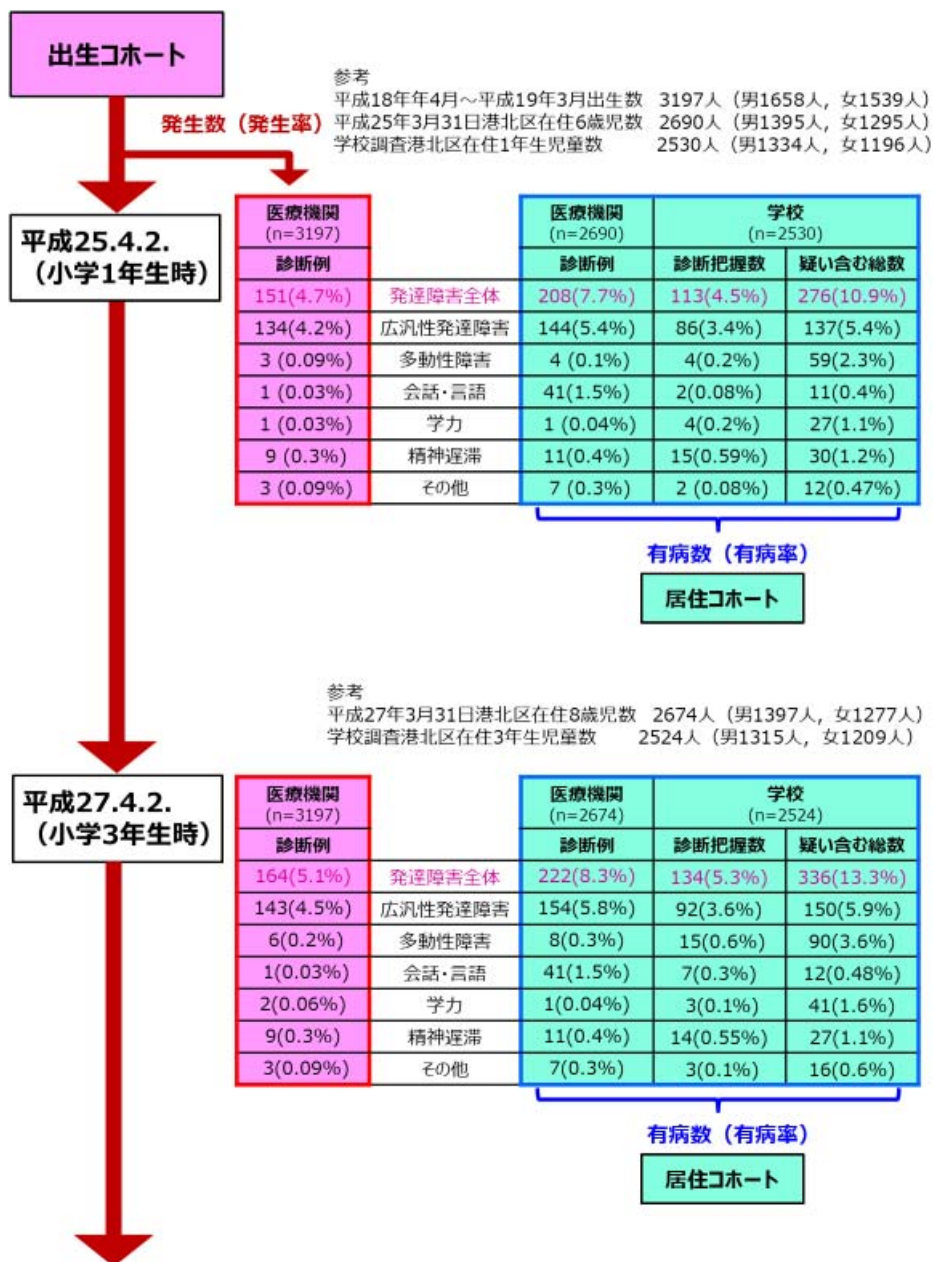 出生コホート
参考
平成18年年4月～平成19年3月出生数 3197人（男1658人，女1539人）
平成25年3月31日港北区在住6歳児数 2690人（男1395人，女1295人）
学校調査港北区在住1年生児童数 2530人（男1334人，女1196人）
発生数（発生率）
平成25.4.2.
（小学1年生時）
医療機関 医療機関 学校
(n=3197) (n=2690) (n=2530)
診断例 診断例 診断把握数 疑い含む総数
151(4.7%) 発達障害全体 208(7.7%) 113(4.5%) 276(10.9%)
134(4.2%) 広汎性発達障害 144(5.4%) 86(3.4%) 137(5.4%)
3 (0.09%) 多動性障害 4 (0.1%) 4(0.2%) 59(2.3%)
1 (0.03%) 会話・言語 41(1.5%) 2(0.08%) 11(0.4%)
1 (0.03%) 学力 1 (0.04%) 4(0.2%) 27(1.1%)
9 (0.3%) 精神遅滞 11(0.4%) 15(0.59%) 30(1.2%)
3 (0.09%) その他 7 (0.3%) 2 (0.08%) 12(0.47%)
有病数（有病率）
居住コホート
参考
平成27年3月31日港北区在住8歳児数 2674人（男1397人，女1277人）
学校調査港北区在住3年生児童数 2524人（男1315人，女1209人）
平成27.4.2.
（小学3年生時）
医療機関 医療機関 学校
(n=3197) (n=2674) (n=2524)
診断例 診断例 診断把握数 疑い含む総数
164(5.1%) 発達障害全体 222(8.3%) 134(5.3%) 336(13.3%)
143(4.5%) 広汎性発達障害 154(5.8%) 92(3.6%) 150(5.9%)
6(0.2%) 多動性障害 8(0.3%) 15(0.6%) 90(3.6%)
1(0.03%) 会話・言語 41(1.5%) 7(0.3%) 12(0.48%)
2(0.06%) 学力 1(0.04%) 3(0.1%) 41(1.6%)
9(0.3%) 精神遅滞 11(0.4%) 14(0.55%) 27(1.1%)
3(0.09%) その他 7(0.3%) 3(0.1%) 16(0.6%)
有病数（有病率）
居住コホート